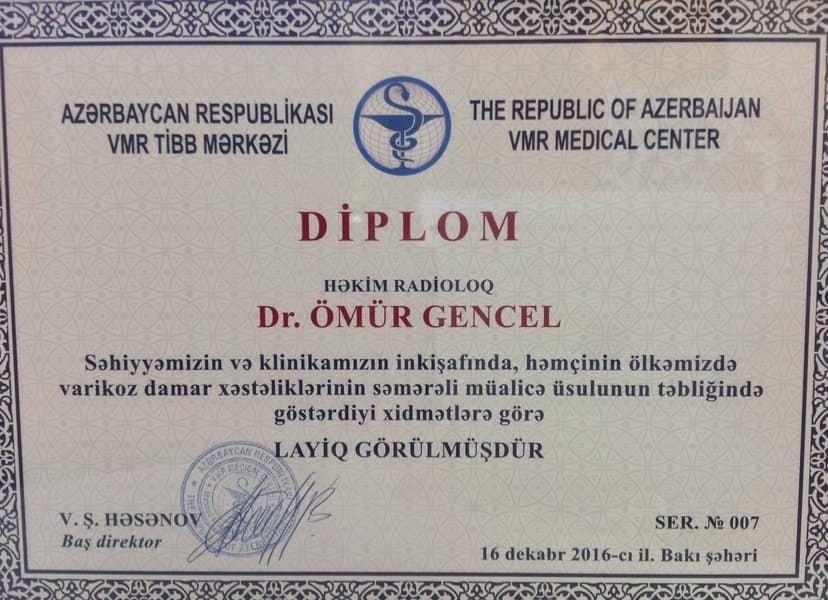 AZƏRBAYCAN RESPUBLİKASI
VMR TİBB MƏRKƏZİ
THE REPUBLIC OF AZERBAIJAN
VMR MEDICAL CENTER
DİPLOM
HƏKİM RADİOLOQ
Dr. ÖMÜR GENCEL
Səhiyyəmizin və klinikamızın inkişafında, həmçinin ölkəmizdə
varikoz damar xəstəliklərinin səmərəli müalicə üsulunun təbliğində
göstərdiyi xidmətlərə görə
LAYİQ GÖRÜLMÜŞDÜR
V. Ş. HƏSƏNOV
Baş direktor
SER. № 007
16 dekabr 2016-cı il. Bakı şəhəri